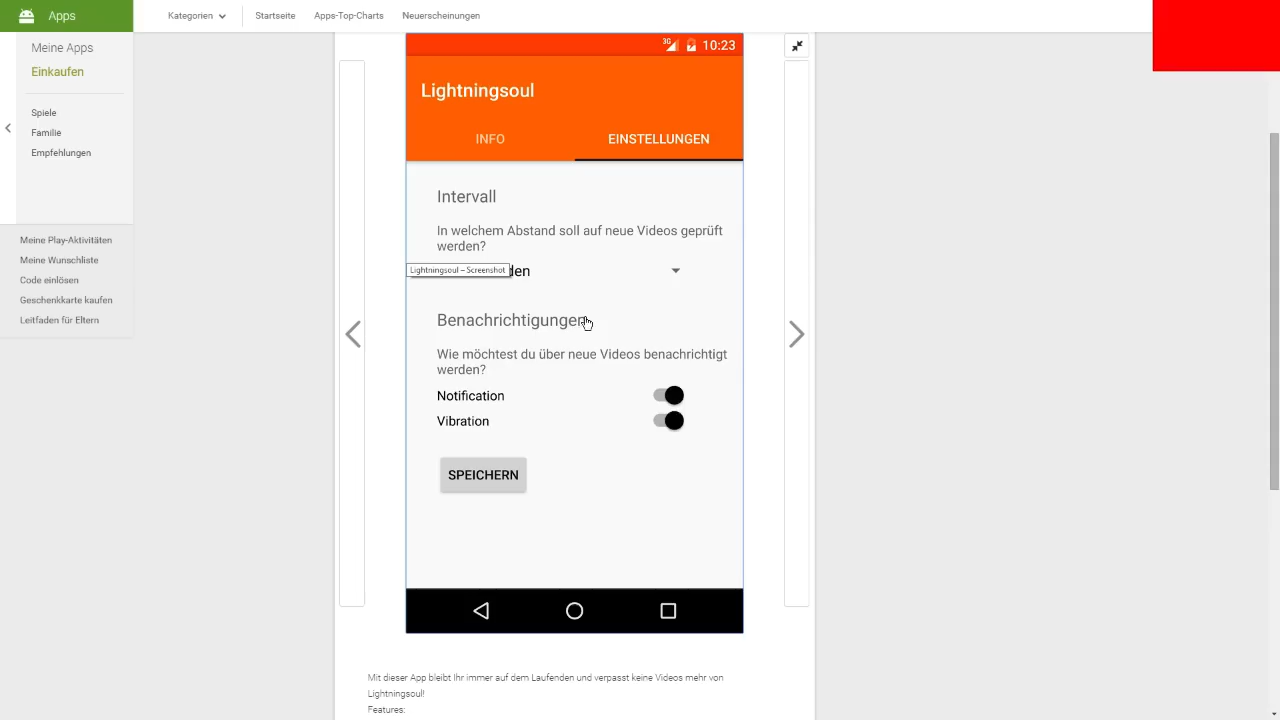 Apps
Kategorien
Startseite
Apps-Top-Charts
Neuerscheinungen
Meine Apps
Einkaufen
Spiele
Familie
Empfehlungen
Meine Play-Aktivitäten
Meine Wunschliste
Code einlösen
Geschenkkarte kaufen
Leitfaden für Eltern
3G
10:23
Lightningsoul
INFO
EINSTELLUNGEN
Intervall
In welchem Abstand soll auf neue Videos geprüft
werden?
Lightningsoul – Screenshot
Benachrichtigungen
Wie möchtest du über neue Videos benachrichtigt
werden?
Notification
Vibration
SPEICHERN
Mit dieser App bleibt Ihr immer auf dem Laufenden und verpasst keine Videos mehr von
Lightningsoul!
Features: